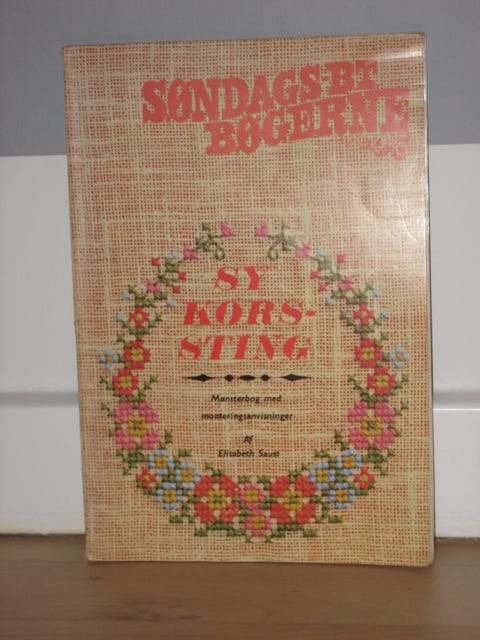 SØNDAGS-BT
BØGERNE
SY
KORS-
STING
Mønsterbog med
monteringsanvisninger
Af
Elisabeth Saust